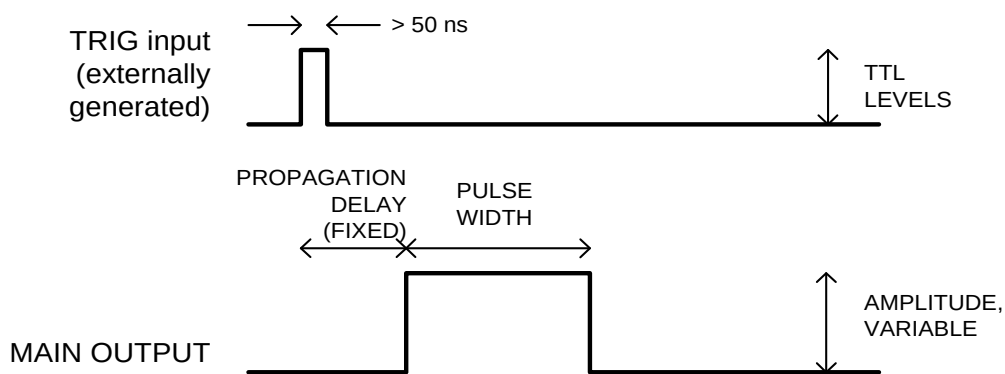 TRIG input
(externally
generated)
> 50 ns
TTL
LEVELS
PROPAGATION
DELAY
(FIXED)
PULSE
WIDTH
MAIN OUTPUT
AMPLITUDE,
VARIABLE